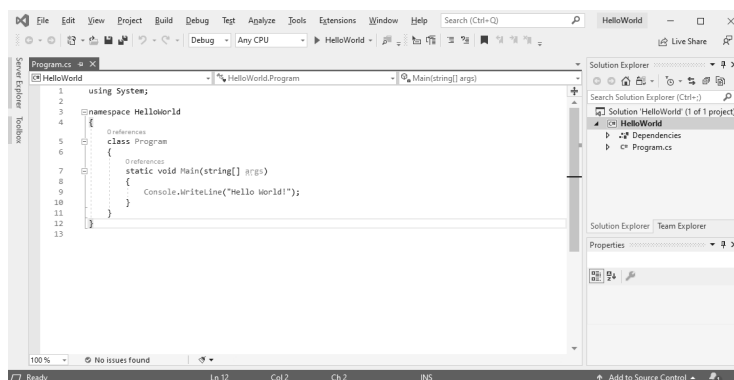 File Edit View Project Build Debug Test Analyze Tools Extensions Window Help Search (Ctrl+Q) HelloWorld
Debug Any CPU HelloWorld Live Share
Server Explorer
Toolbox
Program.cs
HelloWorld HelloWorld.Program Main(string[] args)
1 using System;
2
3 namespace HelloWorld
4 {
0 references
5 class Program
6 {
0 references
7 static void Main(string[] args)
8 {
9 Console.WriteLine("Hello World!");
10 }
11 }
12 }
13
100 % No issues found
Solution Explorer
Search Solution Explorer (Ctrl+;)
Solution 'HelloWorld' (1 of 1 project)
C# HelloWorld
Dependencies
C# Program.cs
Solution Explorer Team Explorer
Properties
Ready Ln 12 Col 2 Ch 2 INS Add to Source Control